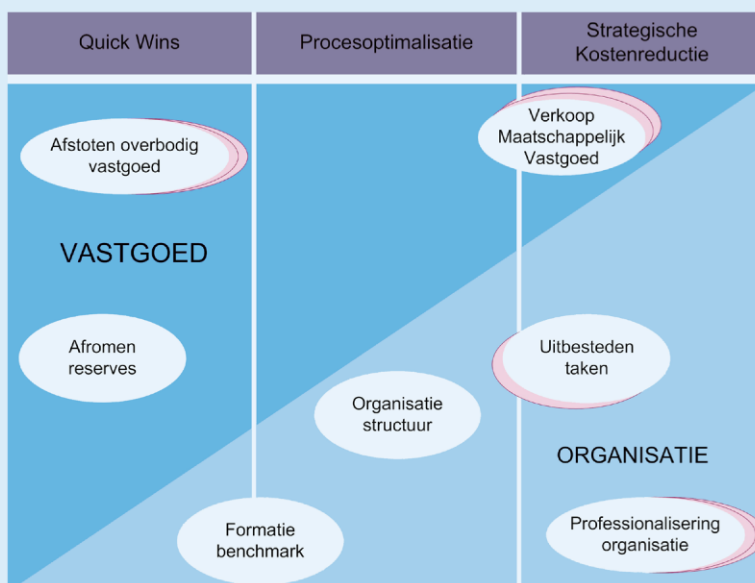 Quick Wins
Procesoptimalisatie
Strategische
Kostenreductie
Afstoten overbodig
vastgoed
Verkoop
Maatschappelijk
Vastgoed
VASTGOED
Afromen
reserves
Uitbesteden
taken
Organisatie
structuur
ORGANISATIE
Formatie
benchmark
Professionalisering
organisatie